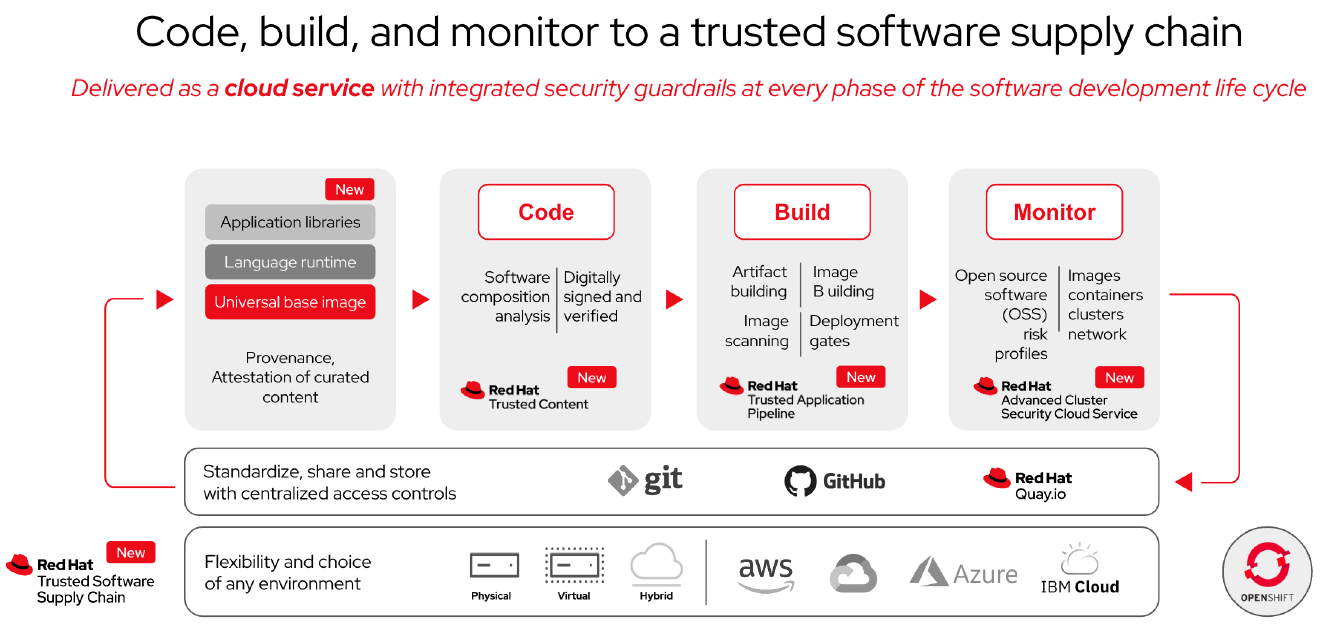 Code, build, and monitor to a trusted software supply chain
Delivered as a cloud service with integrated security guardrails at every phase of the software development life cycle
New
Application libraries
Language runtime
Universal base image
Provenance,
Attestation of curated
content
Code
Software
composition
analysis
Digitally
signed and
verified
New
Red Hat
Trusted Content
Build
Artifact
building
Image
B uilding
Image
scanning
Deployment
gates
New
Red Hat
Trusted Application
Pipeline
Monitor
Open source
software
(OSS)
risk
profiles
Images
containers
clusters
network
New
Red Hat
Advanced Cluster
Security Cloud Service
Standardize, share and store
with centralized access controls
git
GitHub
Red Hat
Quay.io
New
Red Hat
Trusted Software
Supply Chain
Flexibility and choice
of any environment
Physical
Virtual
Hybrid
aws
Azure
IBM Cloud
OPENSHIFT